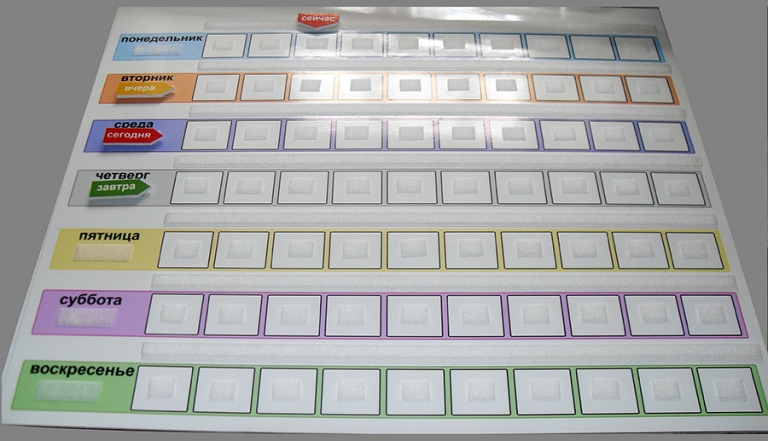 сейчас
понедельник
вторник
вчера
среда
сегодня
четверг
завтра
пятница
суббота
воскресенье